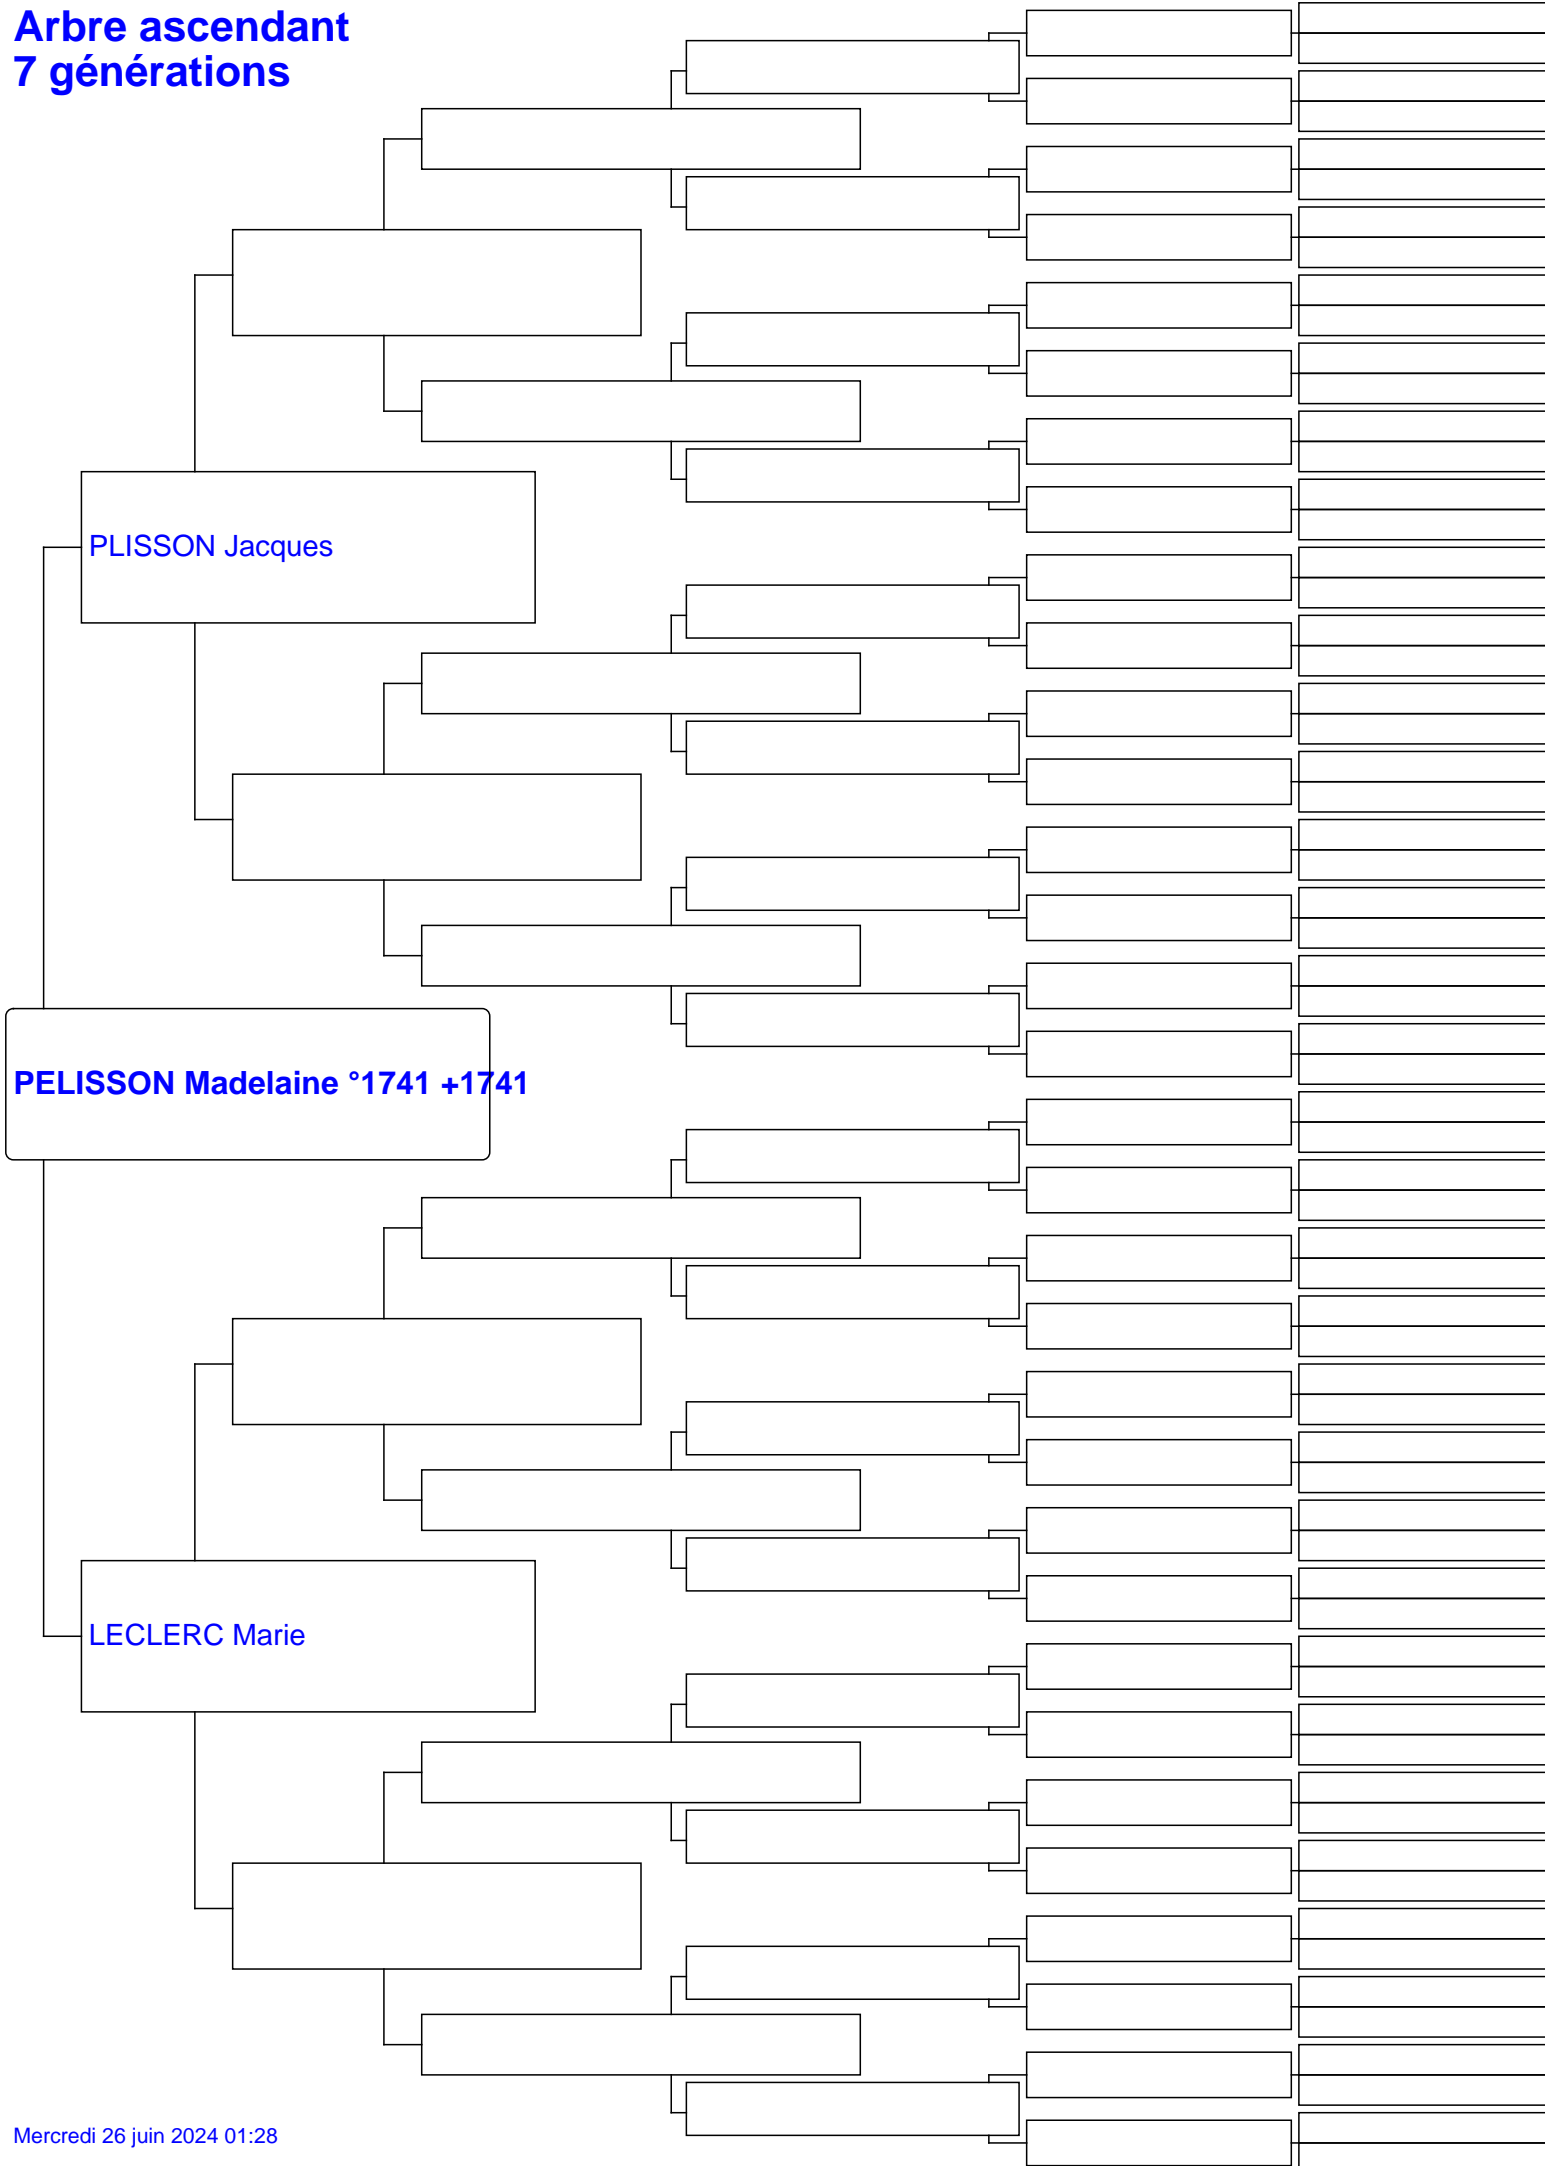 Arbre ascendant
7 générations
PLISSON Jacques
PELISSON Madelaine °1741 +1741
LECLERC Marie
Mercredi 26 juin 2024 01:28